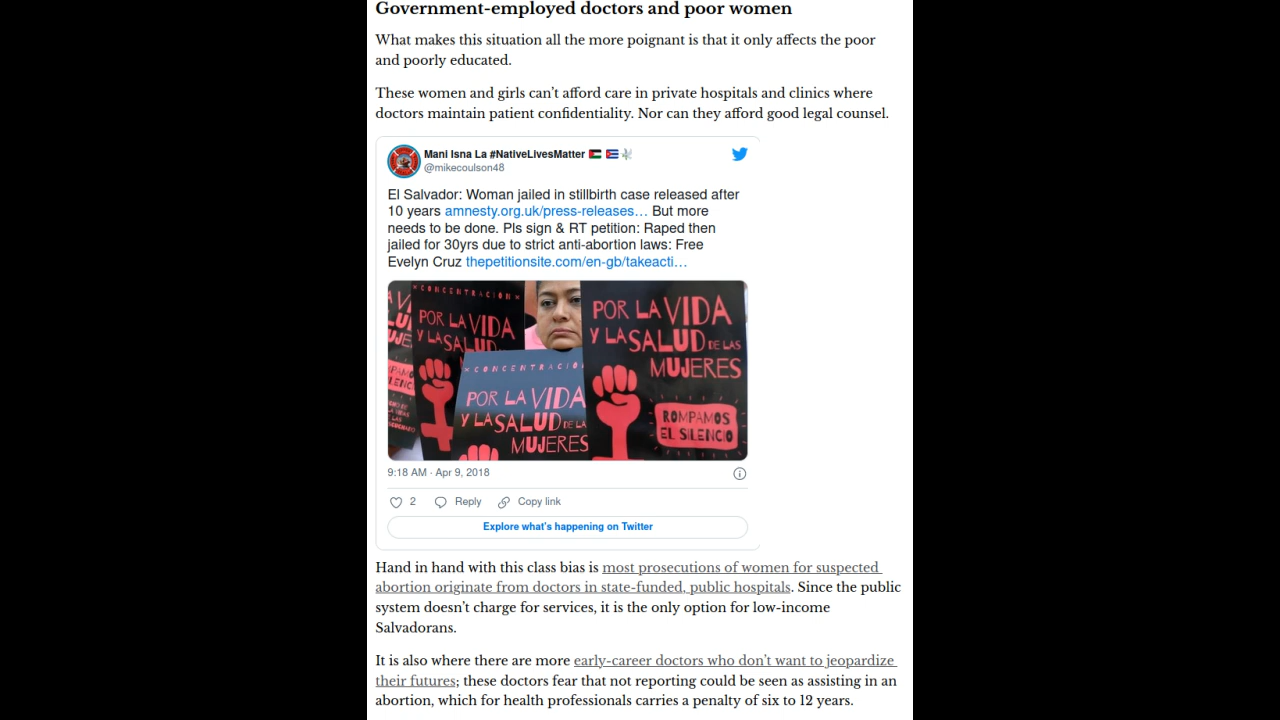 Government-employed doctors and poor women
What makes this situation all the more poignant is that it only affects the poor
and poorly educated.
These women and girls can’t afford care in private hospitals and clinics where
doctors maintain patient confidentiality. Nor can they afford good legal counsel.
Mani Isna La #NativeLivesMatter 🇵🇸 🇨🇺
@mikecoulson48
El Salvador: Woman jailed in stillbirth case released after
10 years amnesty.org.uk/press-releases… But more
needs to be done. Pls sign & RT petition: Raped then
jailed for 30yrs due to strict anti-abortion laws: Free
Evelyn Cruz thepetitionsite.com/en-gb/takeacti…
×CONCENTRACION×
POR LA VIDA
Y LA SALUD
×CONCENTRACIO
POR LA VIDA
Y LA SALUD DE LA
MUJERES
POR LA VIDA
Y LA SALUD DE LAS
MUJERES
ROMPAMOS
EL SILENCIO
9:18 AM · Apr 9, 2018
2 Reply Copy link
Explore what’s happening on Twitter
Hand in hand with this class bias is most prosecutions of women for suspected
abortion originate from doctors in state-funded, public hospitals. Since the public
system doesn’t charge for services, it is the only option for low-income
Salvadorans.
It is also where there are more early-career doctors who don’t want to jeopardize
their futures; these doctors fear that not reporting could be seen as assisting in an
abortion, which for health professionals carries a penalty of six to 12 years.